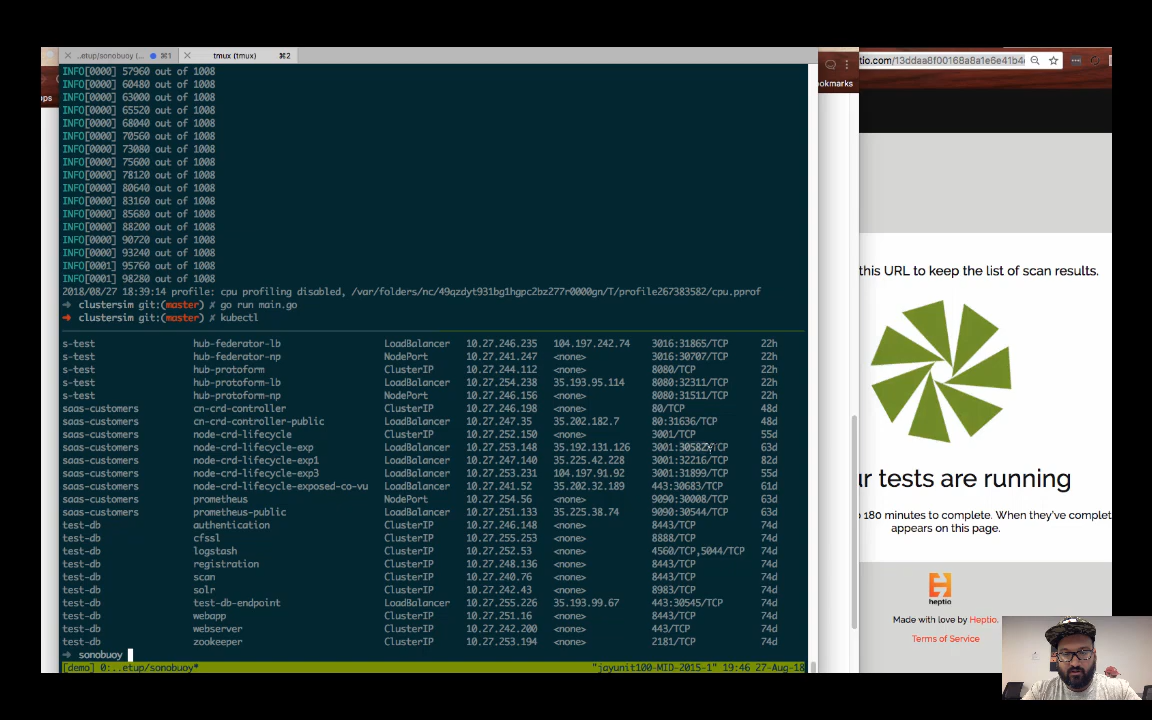 ..etup/sonobuoy (... ⌘1 tmux (tmux) ⌘2
INFO[0000] 57960 out of 1008
INFO[0000] 60480 out of 1008
INFO[0000] 63000 out of 1008
INFO[0000] 65520 out of 1008
INFO[0000] 68040 out of 1008
INFO[0000] 70560 out of 1008
INFO[0000] 73080 out of 1008
INFO[0000] 75600 out of 1008
INFO[0000] 78120 out of 1008
INFO[0000] 80640 out of 1008
INFO[0000] 83160 out of 1008
INFO[0000] 85680 out of 1008
INFO[0000] 88200 out of 1008
INFO[0000] 90720 out of 1008
INFO[0000] 93240 out of 1008
INFO[0001] 95760 out of 1008
INFO[0001] 98280 out of 1008
2018/08/27 18:39:14 profile: cpu profiling disabled, /var/folders/nc/49qzdyt931bg1hgpc2bz277r0000gn/T/profile267383582/cpu.pprof
➜ clustersim git:(master) ✗ go run main.go
➜ clustersim git:(master) ✗ kubectl
s-test hub-federator-lb LoadBalancer 10.27.246.235 104.197.242.74 3016:31865/TCP 22h
s-test hub-federator-np NodePort 10.27.241.247 <none> 3016:30707/TCP 22h
s-test hub-protoform ClusterIP 10.27.244.112 <none> 8080/TCP 22h
s-test hub-protoform-lb LoadBalancer 10.27.254.238 35.193.95.114 8080:32311/TCP 22h
s-test hub-protoform-np NodePort 10.27.246.156 <none> 8080:31511/TCP 22h
saas-customers cn-crd-controller ClusterIP 10.27.246.198 <none> 80/TCP 48d
saas-customers cn-crd-controller-public LoadBalancer 10.27.247.35 35.202.182.7 80:31636/TCP 48d
saas-customers node-crd-lifecycle ClusterIP 10.27.252.150 <none> 3001/TCP 55d
saas-customers node-crd-lifecycle-exp LoadBalancer 10.27.253.148 35.192.131.126 3001:30582/TCP 63d
saas-customers node-crd-lifecycle-exp1 LoadBalancer 10.27.247.140 35.225.42.228 3001:32216/TCP 82d
saas-customers node-crd-lifecycle-exp3 LoadBalancer 10.27.253.231 104.197.91.92 3001:31899/TCP 55d
saas-customers node-crd-lifecycle-exposed-co-vu LoadBalancer 10.27.241.52 35.202.32.189 443:30683/TCP 61d
saas-customers prometheus NodePort 10.27.254.56 <none> 9090:30008/TCP 63d
saas-customers prometheus-public LoadBalancer 10.27.251.133 35.225.38.74 9090:30544/TCP 63d
test-db authentication ClusterIP 10.27.246.148 <none> 8443/TCP 74d
test-db cfssl ClusterIP 10.27.255.253 <none> 8888/TCP 74d
test-db logstash ClusterIP 10.27.252.53 <none> 4560/TCP,5044/TCP 74d
test-db registration ClusterIP 10.27.248.136 <none> 8443/TCP 74d
test-db scan ClusterIP 10.27.240.76 <none> 8443/TCP 74d
test-db solr ClusterIP 10.27.242.43 <none> 8983/TCP 74d
test-db test-db-endpoint LoadBalancer 10.27.255.226 35.193.99.67 443:30545/TCP 74d
test-db webapp ClusterIP 10.27.251.16 <none> 8443/TCP 74d
test-db webserver ClusterIP 10.27.242.200 <none> 443/TCP 74d
test-db zookeeper ClusterIP 10.27.253.194 <none> 2181/TCP 74d
➜ sonobuoy
[demo] 0:..etup/sonobuoy* "jayunit100-MID-2015-1" 19:46 27-Aug-18
ops
ookmarks
tio.com/13ddaa8f00168a8a1e6e41b4
this URL to keep the list of scan results.
ur tests are running
o 180 minutes to complete. When they've complet
appears on this page.
heptio
Made with love by Heptio.
Terms of Service